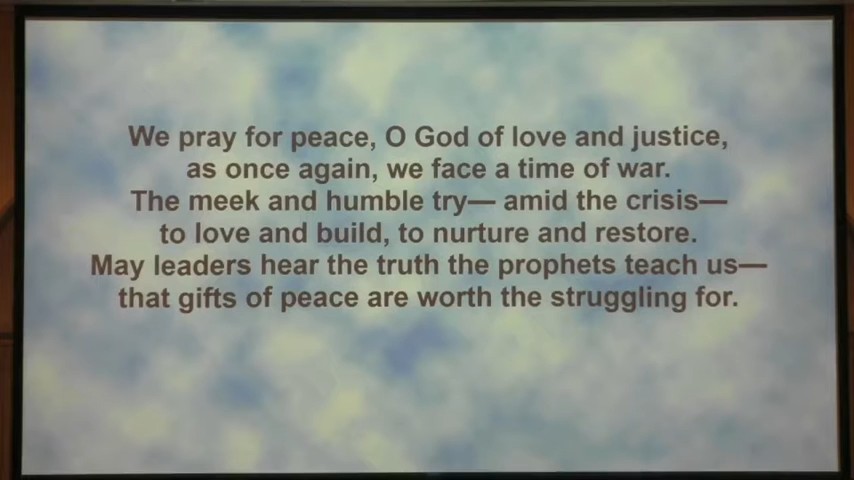 We pray for peace, O God of love and justice,
as once again, we face a time of war.
The meek and humble try— amid the crisis—
to love and build, to nurture and restore.
May leaders hear the truth the prophets teach us—
that gifts of peace are worth the struggling for.